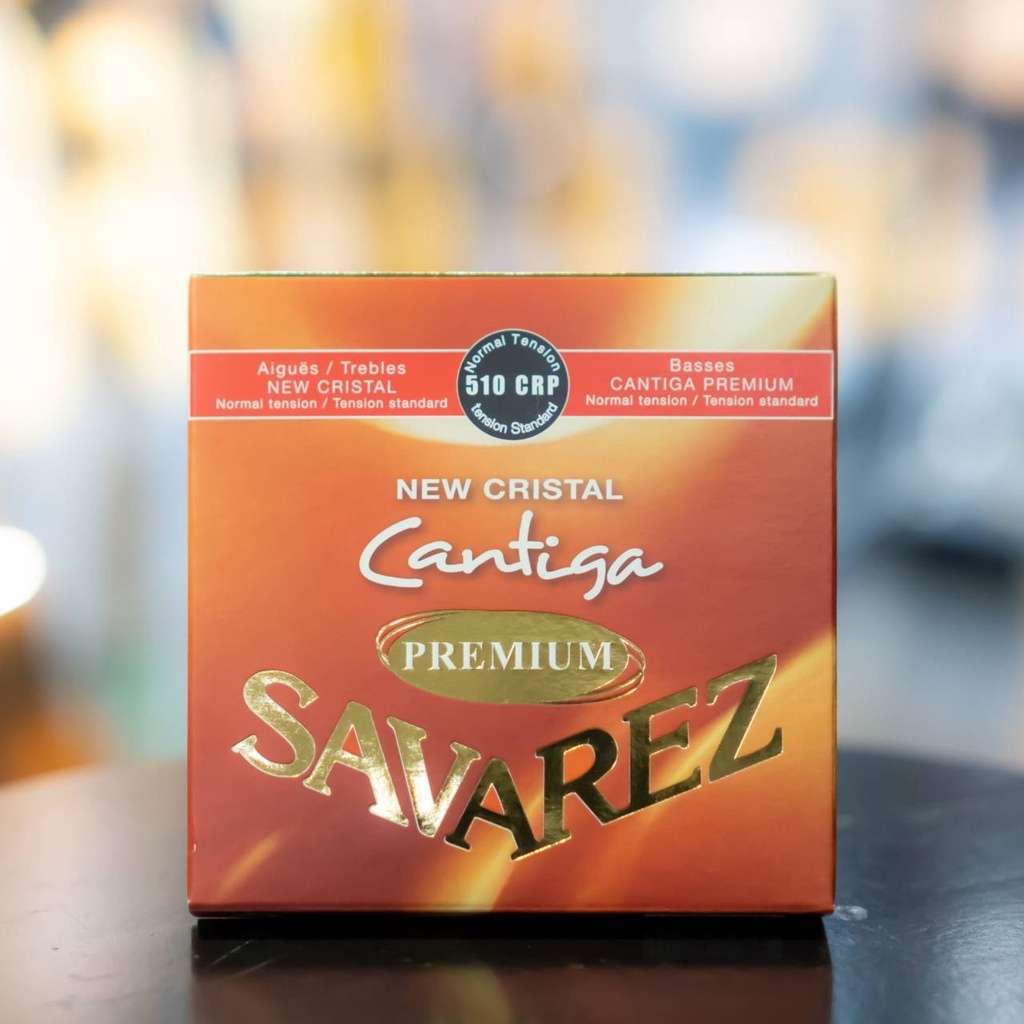 Aiguës / Trebles
NEW CRISTAL
Normal tension / Tension standard
Normal Tension
510 CRP
tension Standard
Basses
CANTIGA PREMIUM
Normal tension / Tension standard
NEW CRISTAL
Cantiga
PREMIUM
SAVAREZ